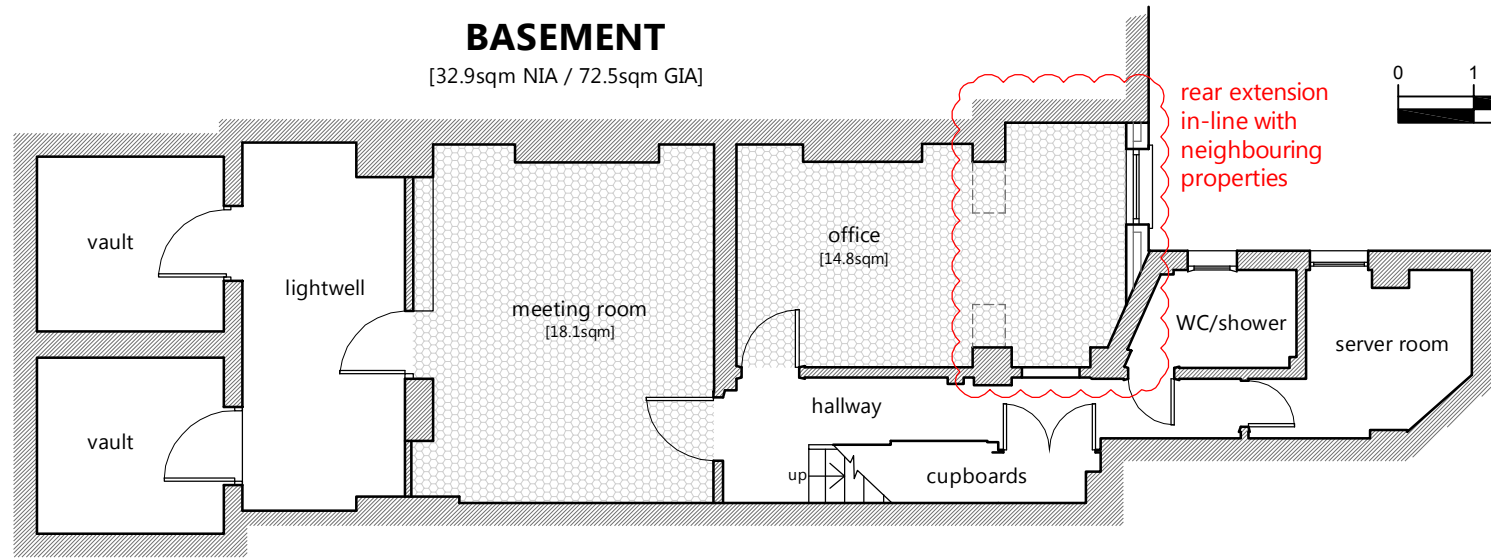 BASEMENT
[32.9sqm NIA / 72.5sqm GIA]
0 1
rear extension
in-line with
neighbouring
properties
vault
lightwell
meeting room
[18.1sqm]
office
[14.8sqm]
WC/shower
server room
hallway
vault
up
cupboards